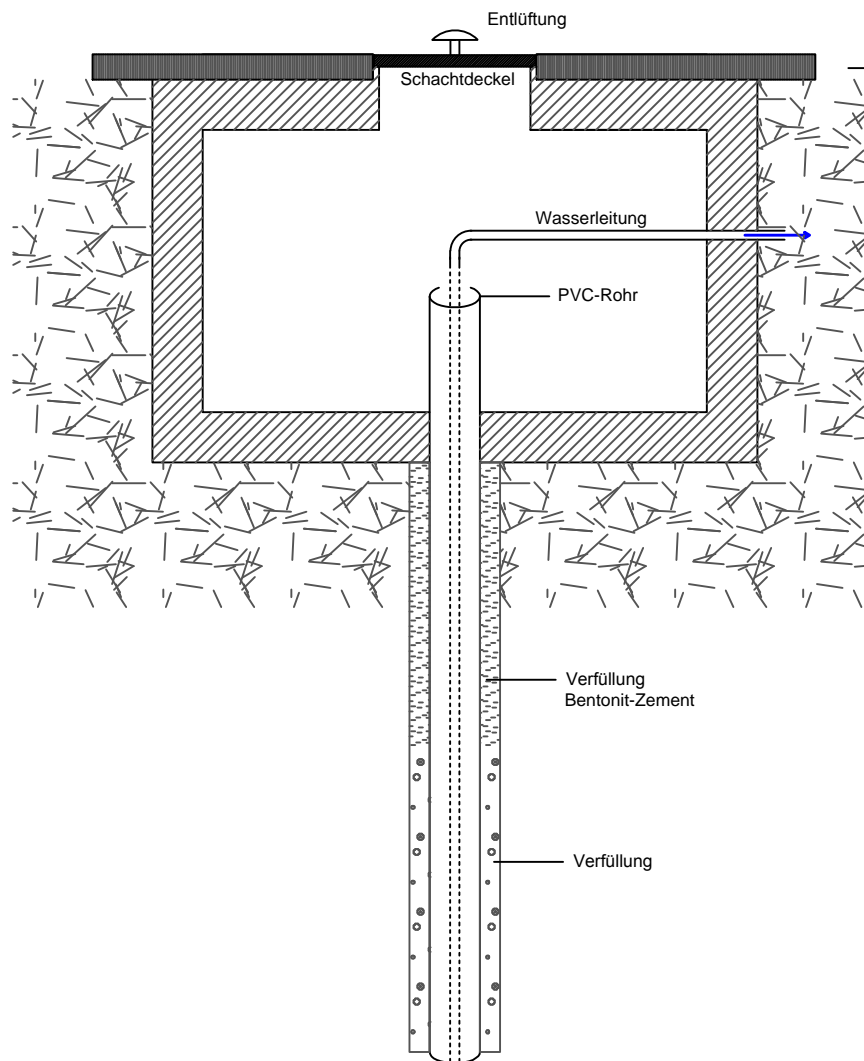 Entlüftung
Schachtdeckel
Wasserleitung
PVC-Rohr
Verfüllung
Bentonit-Zement
Verfüllung